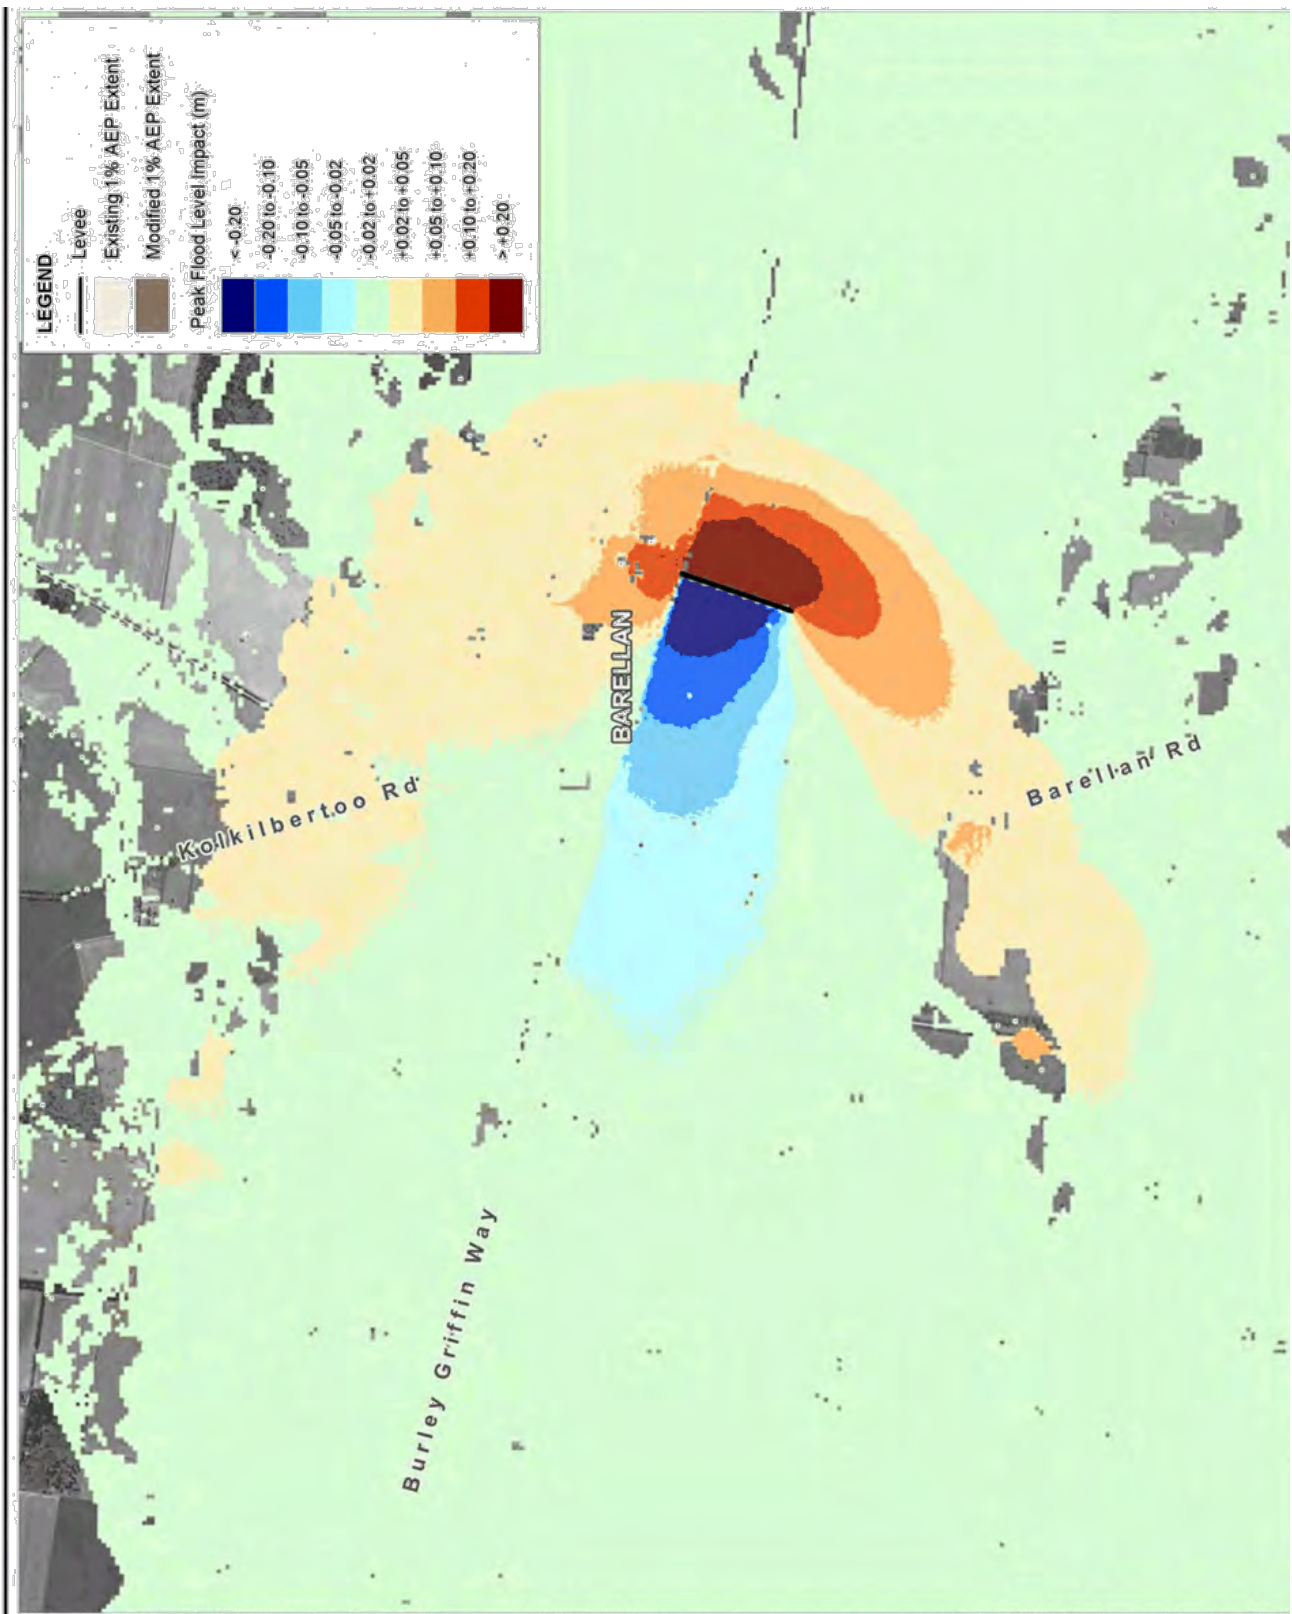 LEGEND
Levee
Existing 1% AEP Extent
Modified 1% AEP Extent
Peak Flood Level Impact (m)
< -0.20
-0.20 to -0.10
-0.10 to -0.05
-0.05 to -0.02
-0.02 to +0.02
+0.02 to +0.05
+0.05 to +0.10
+0.10 to +0.20
> +0.20
BARELLAN
Kolkilbertoo Rd
Barellan Rd
Burley Griffin Way